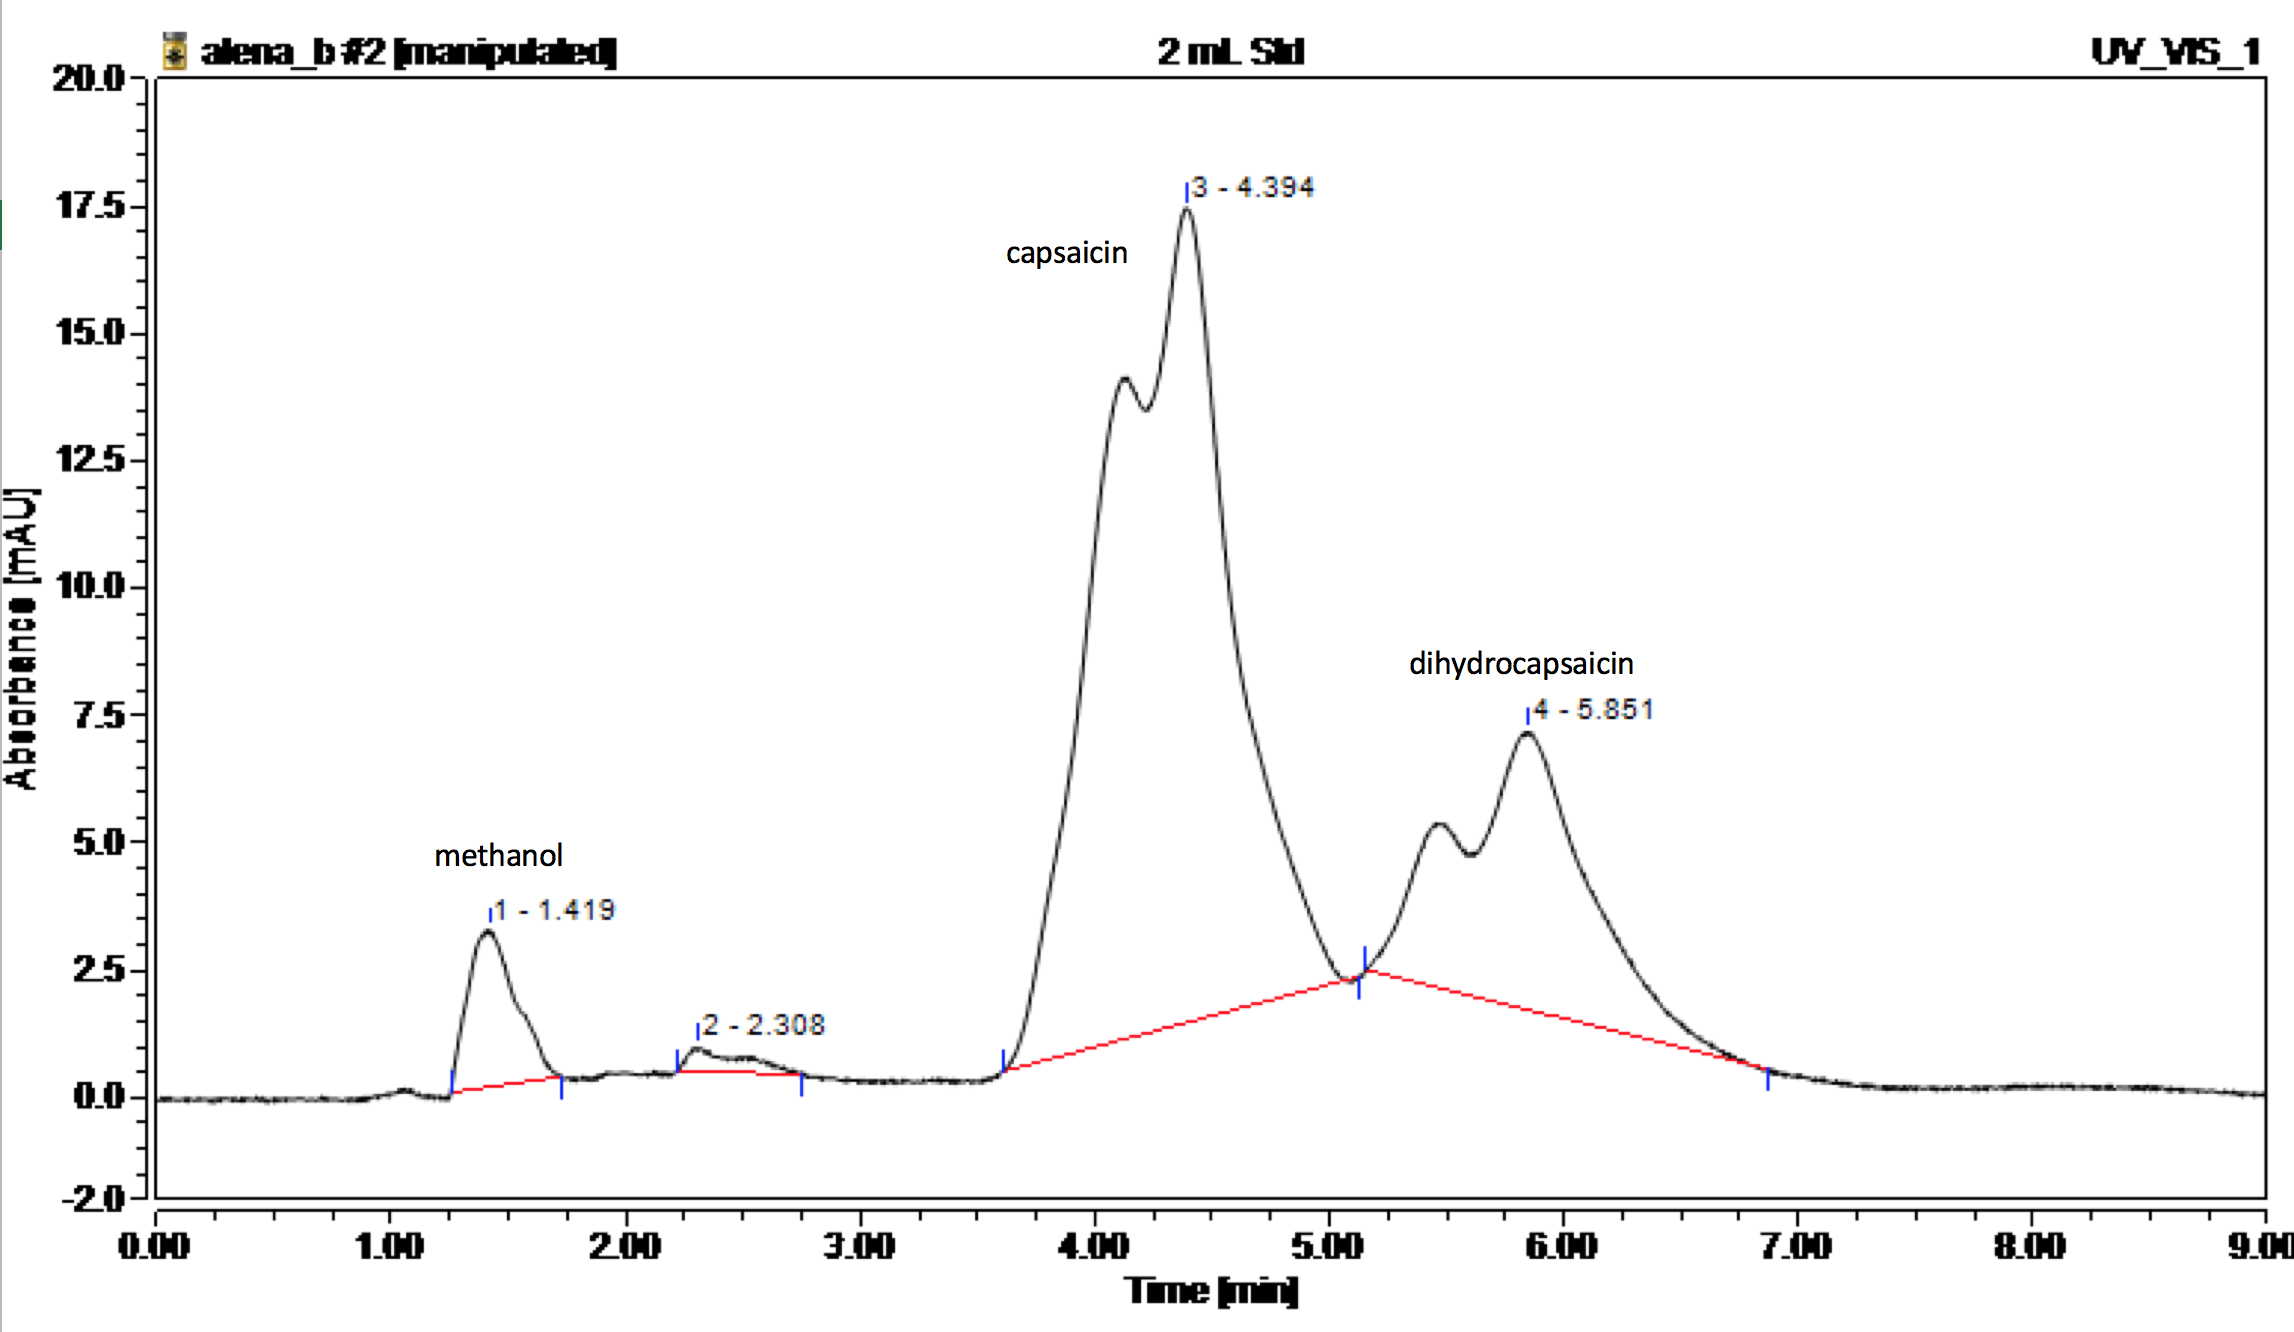 alena_b #2 [manipulated]
2 mL Std
UV_VIS_1
20.0
17.5
15.0
12.5
10.0
7.5
5.0
2.5
0.0
-2.0
Absorbance [mAU]
3 - 4.394
capsaicin
dihydrocapsaicin
4 - 5.851
methanol
1 - 1.419
2 - 2.308
0.00 1.00 2.00 3.00 4.00 5.00 6.00 7.00 8.00 9.00
Time [min]